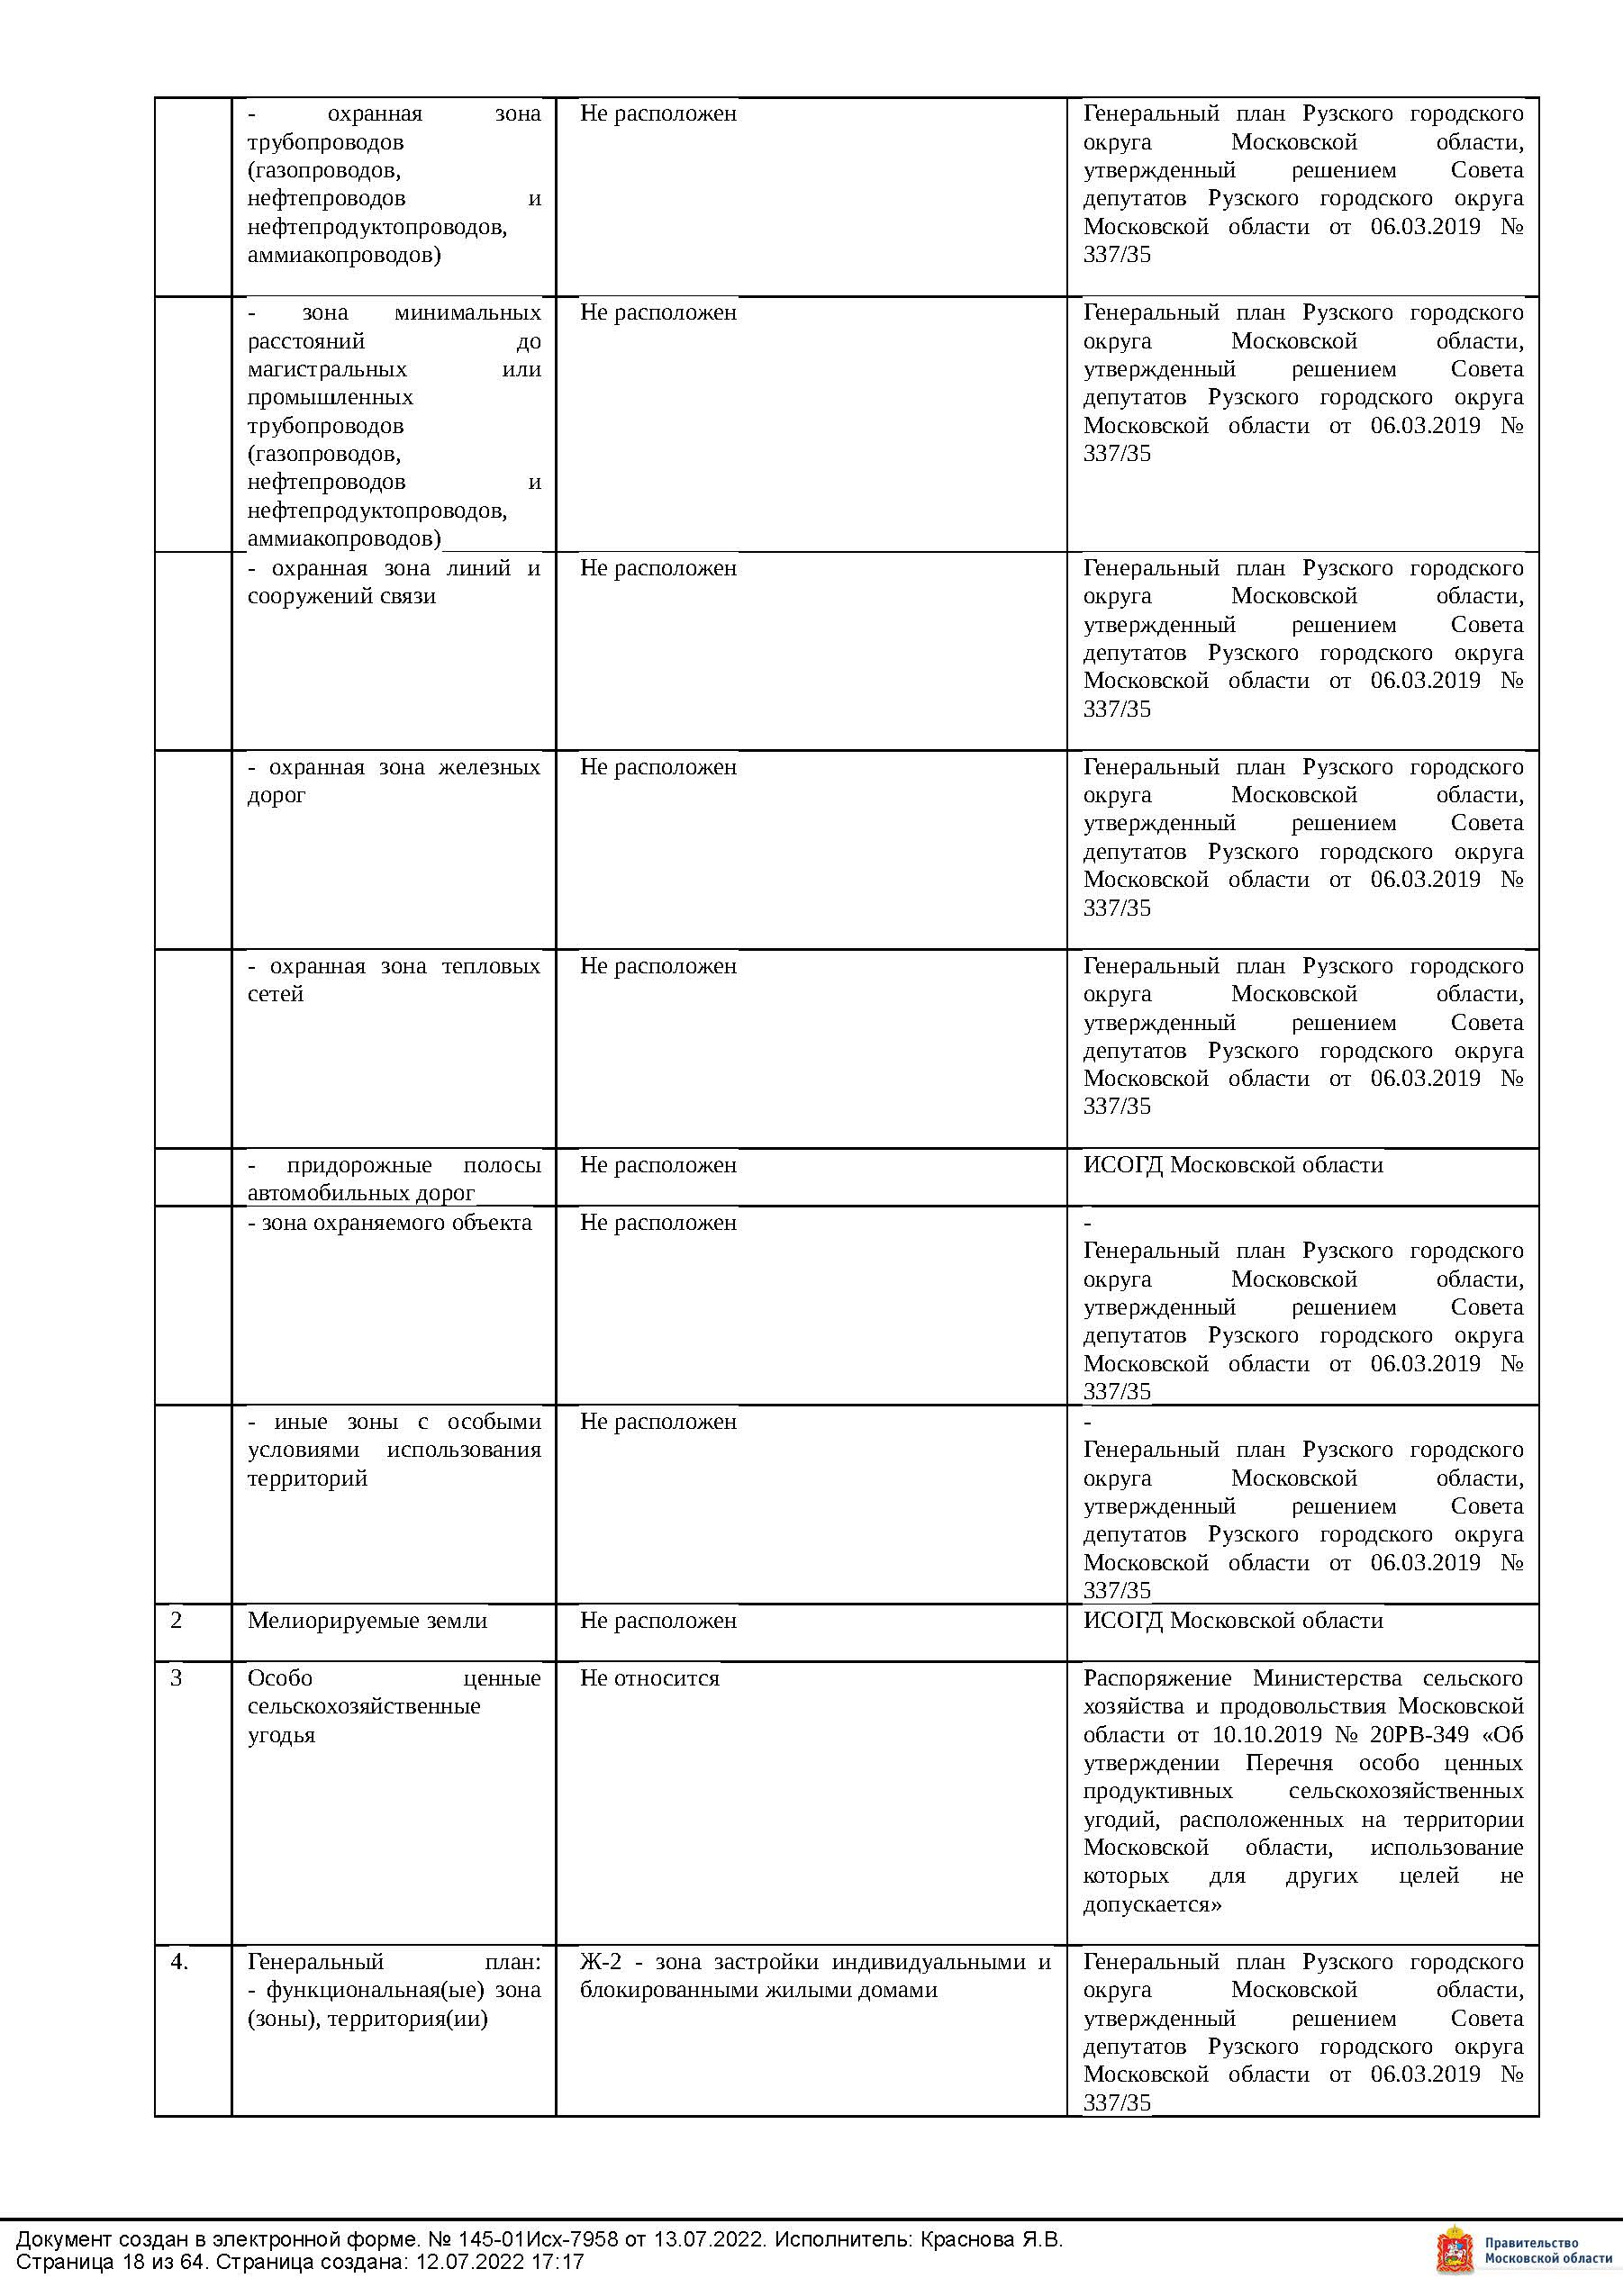 - охранная зона
трубопроводов
(газопроводов,
нефтепроводов и
нефтепродуктопроводов,
аммиакопроводов)
Не расположен
Генеральный план Рузского городского
округа Московской области,
утвержденный решением Совета
депутатов Рузского городского округа
Московской области от 06.03.2019 №
337/35
- зона минимальных
расстояний до
магистральных или
промышленных
трубопроводов
(газопроводов,
нефтепроводов и
нефтепродуктопроводов,
аммиакопроводов)
Не расположен
Генеральный план Рузского городского
округа Московской области,
утвержденный решением Совета
депутатов Рузского городского округа
Московской области от 06.03.2019 №
337/35
- охранная зона линий и
сооружений связи
Не расположен
Генеральный план Рузского городского
округа Московской области,
утвержденный решением Совета
депутатов Рузского городского округа
Московской области от 06.03.2019 №
337/35
- охранная зона железных
дорог
Не расположен
Генеральный план Рузского городского
округа Московской области,
утвержденный решением Совета
депутатов Рузского городского округа
Московской области от 06.03.2019 №
337/35
- охранная зона тепловых
сетей
Не расположен
Генеральный план Рузского городского
округа Московской области,
утвержденный решением Совета
депутатов Рузского городского округа
Московской области от 06.03.2019 №
337/35
- придорожные полосы
автомобильных дорог
Не расположен
ИСОГД Московской области
- зона охраняемого объекта
Не расположен
-
Генеральный план Рузского городского
округа Московской области,
утвержденный решением Совета
депутатов Рузского городского округа
Московской области от 06.03.2019 №
337/35
- иные зоны с особыми
условиями использования
территорий
Не расположен
-
Генеральный план Рузского городского
округа Московской области,
утвержденный решением Совета
депутатов Рузского городского округа
Московской области от 06.03.2019 №
337/35
2
Мелиорируемые земли
Не расположен
ИСОГД Московской области
3
Особо ценные
сельскохозяйственные
угодья
Не относится
Распоряжение Министерства сельского
хозяйства и продовольствия Московской
области от 10.10.2019 № 20РВ-349 «Об
утверждении Перечня особо ценных
продуктивных сельскохозяйственных
угодий, расположенных на территории
Московской области, использование
которых для других целей не
допускается»
4.
Генеральный план:
- функциональная(ые) зона
(зоны), территория(ии)
Ж-2 - зона застройки индивидуальными и
блокированными жилыми домами
Генеральный план Рузского городского
округа Московской области,
утвержденный решением Совета
депутатов Рузского городского округа
Московской области от 06.03.2019 №
337/35
Документ создан в электронной форме. № 145-01Исх-7958 от 13.07.2022. Исполнитель: Краснова Я.В.
Страница 18 из 64. Страница создана: 12.07.2022 17:17
Правительство
Московской области